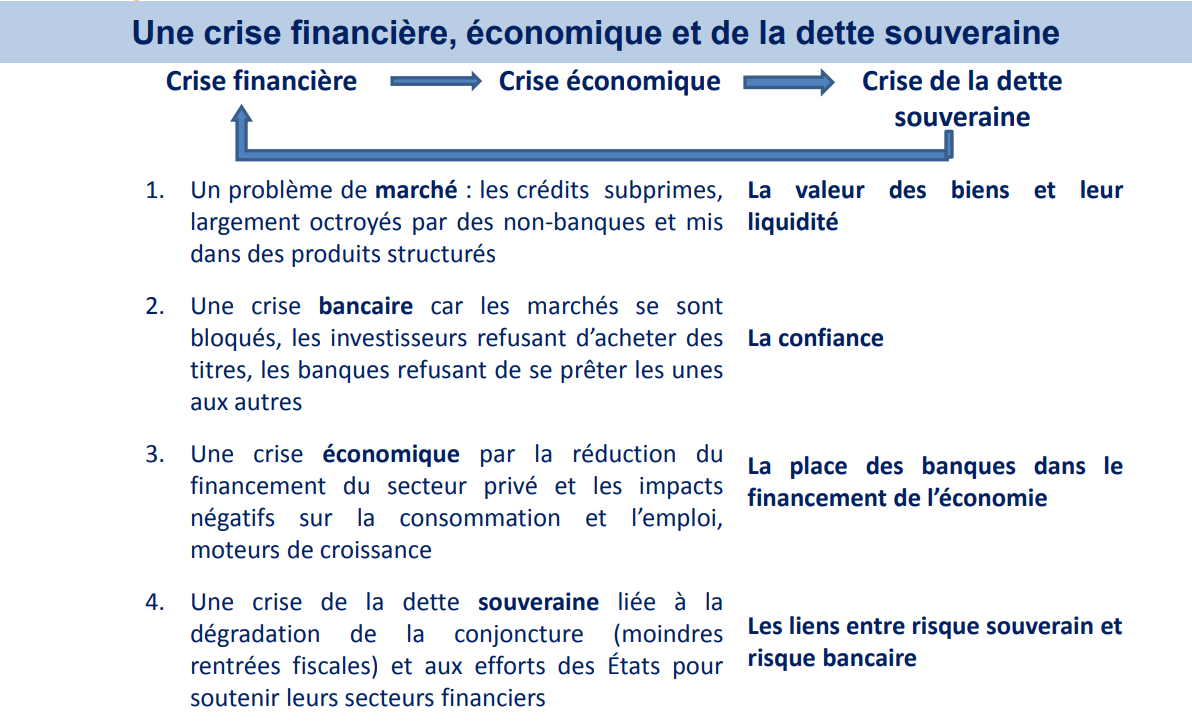 Une crise financière, économique et de la dette souveraine
Crise financière
Crise économique
Crise de la dette
souveraine
1. Un problème de marché : les crédits subprimes,
largement octroyés par des non-banques et mis
dans des produits structurés
La valeur des biens et leur
liquidité
2. Une crise bancaire car les marchés se sont
bloqués, les investisseurs refusant d’acheter des
titres, les banques refusant de se prêter les unes
aux autres
La confiance
3. Une crise économique par la réduction du
financement du secteur privé et les impacts
négatifs sur la consommation et l’emploi,
moteurs de croissance
La place des banques dans le
financement de l’économie
4. Une crise de la dette souveraine liée à la
dégradation de la conjoncture (moindres
rentrées fiscales) et aux efforts des États pour
soutenir leurs secteurs financiers
Les liens entre risque souverain et
risque bancaire